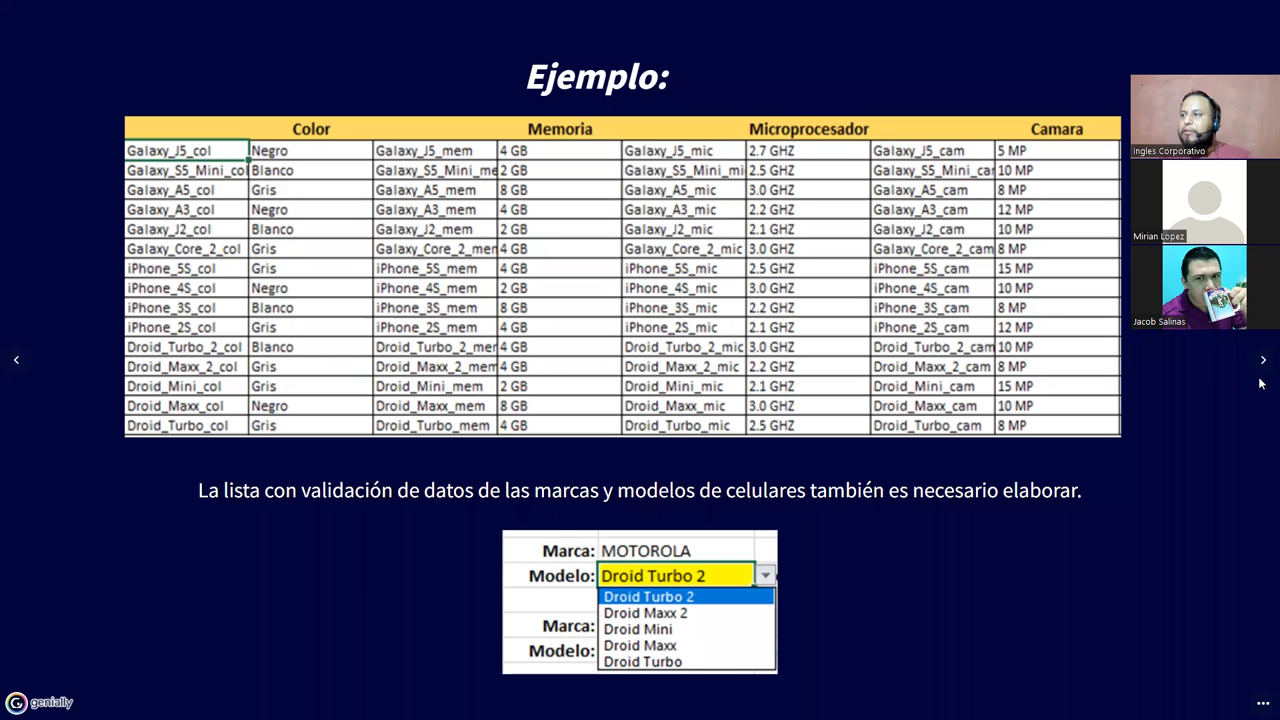 Ejemplo:
Color Memoria Microprocesador Camara
Galaxy_J5_col Negro Galaxy_J5_mem 4 GB Galaxy_J5_mic 2.7 GHZ Galaxy_J5_cam 5 MP
Galaxy_S5_Mini_col Blanco Galaxy_S5_Mini_me 2 GB Galaxy_S5_Mini_mi 2.5 GHZ Galaxy_S5_Mini_car 10 MP
Galaxy_A5_col Gris Galaxy_A5_mem 8 GB Galaxy_A5_mic 3.0 GHZ Galaxy_A5_cam 8 MP
Galaxy_A3_col Negro Galaxy_A3_mem 4 GB Galaxy_A3_mic 2.2 GHZ Galaxy_A3_cam 12 MP
Galaxy_J2_col Blanco Galaxy_J2_mem 2 GB Galaxy_J2_mic 2.1 GHZ Galaxy_J2_cam 10 MP
Galaxy_Core_2_col Gris Galaxy_Core_2_mem 4 GB Galaxy_Core_2_mic 3.0 GHZ Galaxy_Core_2_cam 8 MP
iPhone_5S_col Gris iPhone_5S_mem 4 GB iPhone_5S_mic 2.5 GHZ iPhone_5S_cam 15 MP
iPhone_4S_col Negro iPhone_4S_mem 2 GB iPhone_4S_mic 3.0 GHZ iPhone_4S_cam 10 MP
iPhone_3S_col Blanco iPhone_3S_mem 8 GB iPhone_3S_mic 2.2 GHZ iPhone_3S_cam 8 MP
iPhone_2S_col Gris iPhone_2S_mem 4 GB iPhone_2S_mic 2.1 GHZ iPhone_2S_cam 12 MP
Droid_Turbo_2_col Blanco Droid_Turbo_2_mem 4 GB Droid_Turbo_2_mic 3.0 GHZ Droid_Turbo_2_cam 10 MP
Droid_Maxx_2_col Gris Droid_Maxx_2_mem 4 GB Droid_Maxx_2_mic 2.2 GHZ Droid_Maxx_2_cam 8 MP
Droid_Mini_col Gris Droid_Mini_mem 2 GB Droid_Mini_mic 2.1 GHZ Droid_Mini_cam 15 MP
Droid_Maxx_col Negro Droid_Maxx_mem 8 GB Droid_Maxx_mic 3.0 GHZ Droid_Maxx_cam 10 MP
Droid_Turbo_col Gris Droid_Turbo_mem 4 GB Droid_Turbo_mic 2.5 GHZ Droid_Turbo_cam 8 MP
La lista con validación de datos de las marcas y modelos de celulares también es necesario elaborar.
Marca: MOTOROLA
Modelo: Droid Turbo 2
Droid Turbo 2
Droid Maxx 2
Marca: Droid Mini
Modelo: Droid Maxx
Droid Turbo
Ingles Corporativo
Mirian Lopez
Jacob Salinas
genially